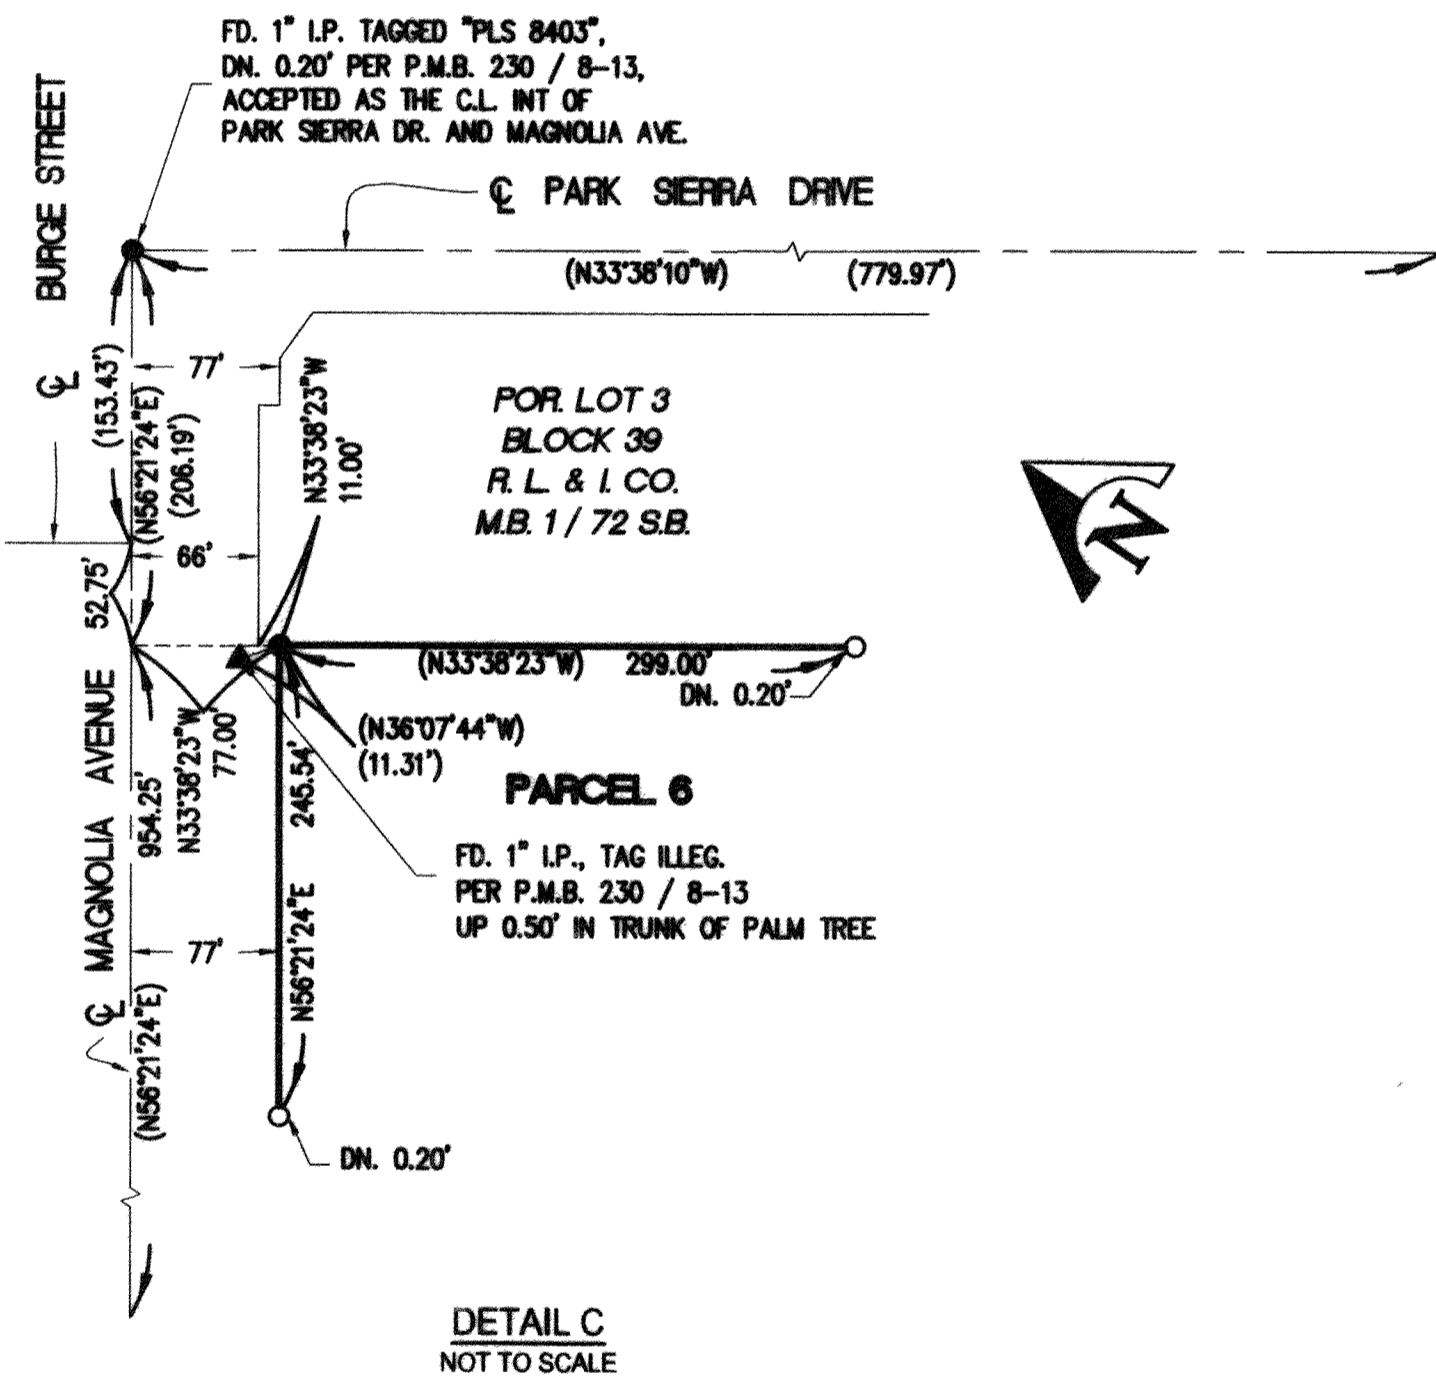 FD. 1" I.P. TAGGED "PLS 8403",
DN. 0.20' PER P.M.B. 230 / 8-13,
ACCEPTED AS THE C.L. INT OF
PARK SIERRA DR. AND MAGNOLIA AVE.
℄ BURGE STREET
℄ PARK SIERRA DRIVE
(N33°38'10"W) (779.97')
(153.43')
(N56°21'24"E)
(206.19')
77'
N33°38'23"W
11.00'
POR. LOT 3
BLOCK 39
R. L. & I. CO.
M.B. 1 / 72 S.B.
N
66'
52.75'
(N33°38'23"W) 299.00'
DN. 0.20'
℄ MAGNOLIA AVENUE
954.25'
N33°38'23"W
77.00'
(N36°07'44"W)
(11.31')
N56°21'24"E 245.54'
PARCEL 6
FD. 1" I.P., TAG ILLEG.
PER P.M.B. 230 / 8-13
UP 0.50' IN TRUNK OF PALM TREE
77'
(N56°21'24"E)
DN. 0.20'
DETAIL C
NOT TO SCALE